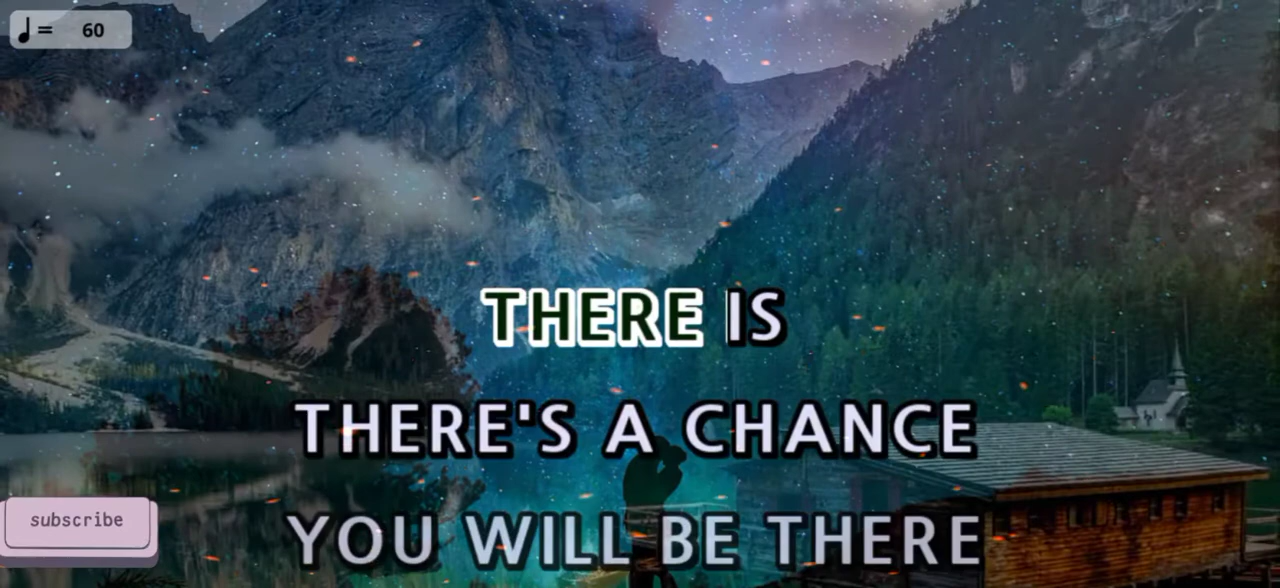 ♩= 60
THERE IS
THERE'S A CHANCE
subscribe
YOU WILL BE THERE